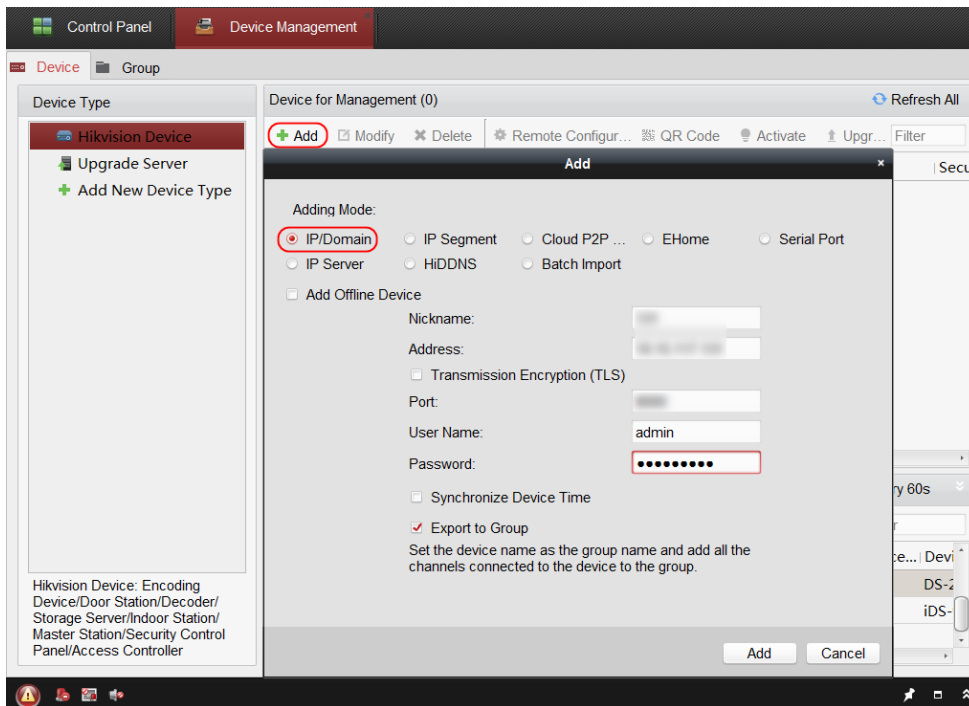 Control Panel
Device Management
Device
Group
Device Type
Hikvision Device
Upgrade Server
Add New Device Type
Hikvision Device: Encoding
Device/Door Station/Decoder/
Storage Server/Indoor Station/
Master Station/Security Control
Panel/Access Controller
Device for Management (0)
Refresh All
Add
Modify
Delete
Remote Configur...
QR Code
Activate
Upgr...
Filter
Secu
Add
Adding Mode:
IP/Domain
IP Segment
Cloud P2P ...
EHome
Serial Port
IP Server
HiDDNS
Batch Import
Add Offline Device
Nickname:
Address:
Transmission Encryption (TLS)
Port:
User Name:
admin
Password:
Synchronize Device Time
Export to Group
Set the device name as the group name and add all the
channels connected to the device to the group.
Add
Cancel
ry 60s
Devi
DS-2
iDS-